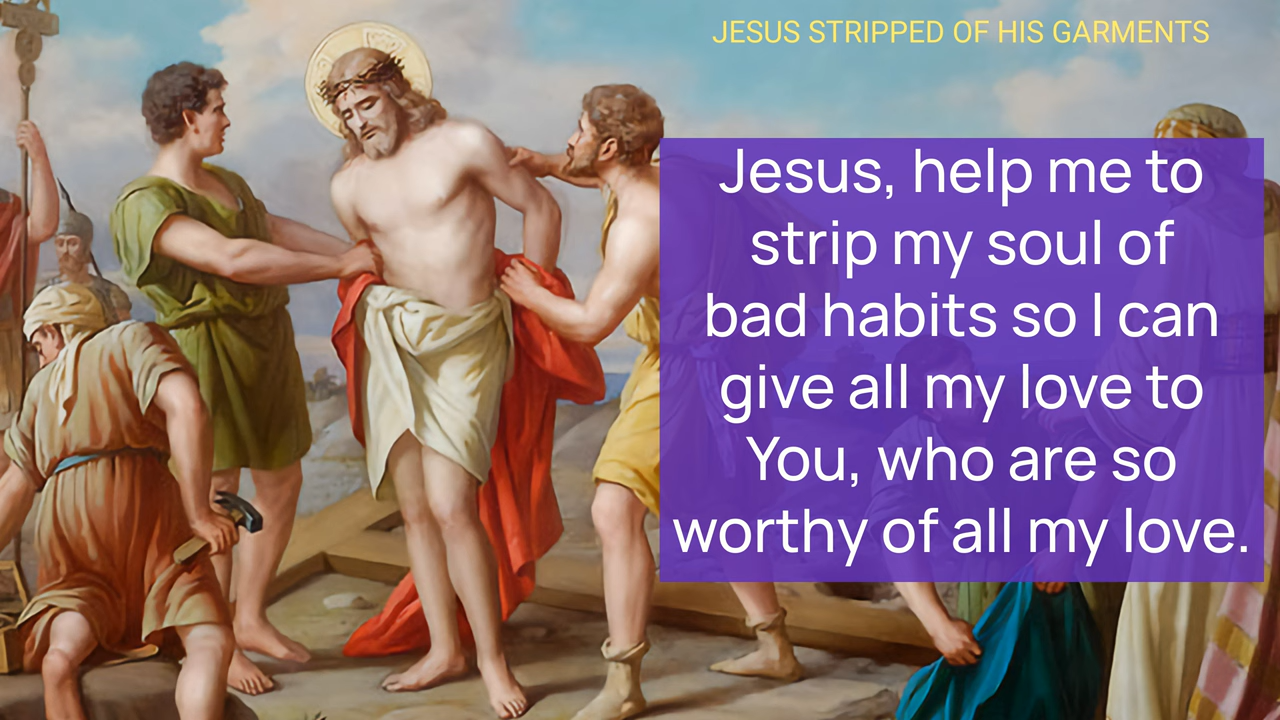 JESUS STRIPPED OF HIS GARMENTS
Jesus, help me to
strip my soul of
bad habits so I can
give all my love to
You, who are so
worthy of all my love.